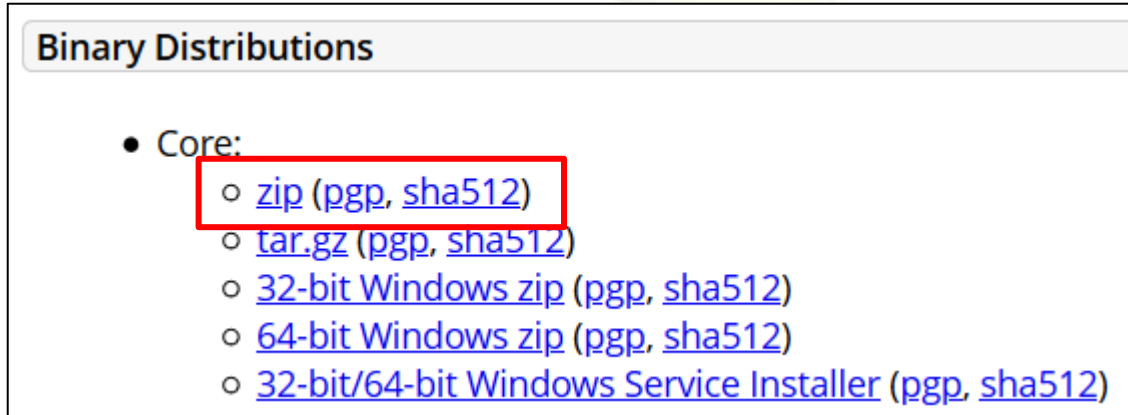 Binary Distributions
Core:
zip (pgp, sha512)
tar.gz (pgp, sha512)
32-bit Windows zip (pgp, sha512)
64-bit Windows zip (pgp, sha512)
32-bit/64-bit Windows Service Installer (pgp, sha512)